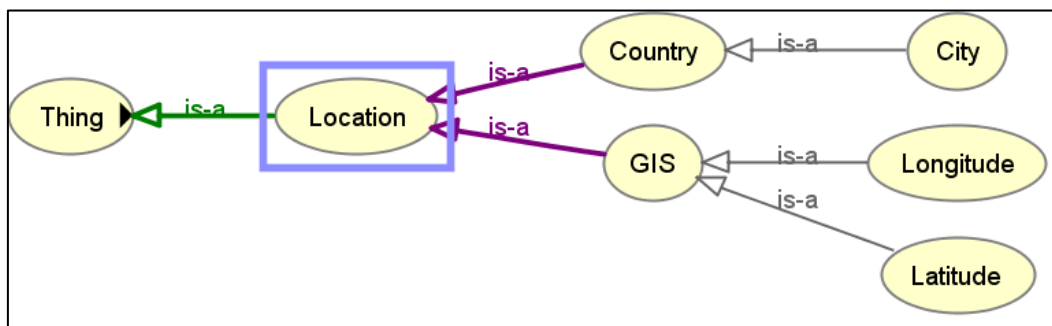 Thing
is-a
Location
is-a
Country
is-a
City
is-a
GIS
is-a
Longitude
is-a
Latitude